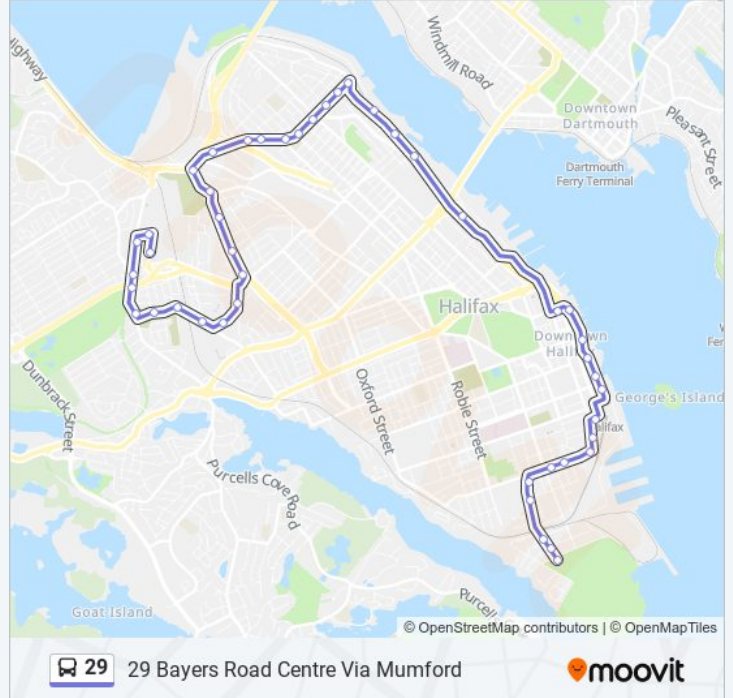 Highway
Windmill Road
Downtown
Dartmouth
Pleasant Street
Dartmouth
Ferry Terminal
Halifax
Downtown
Halifax
George's Island
Dunbrack Street
Oxford Street
Robie Street
alifax
Purcells Cove Road
Goat Island
Purcell
© OpenStreetMap contributors | © OpenMapTiles
29 29 Bayers Road Centre Via Mumford moovit